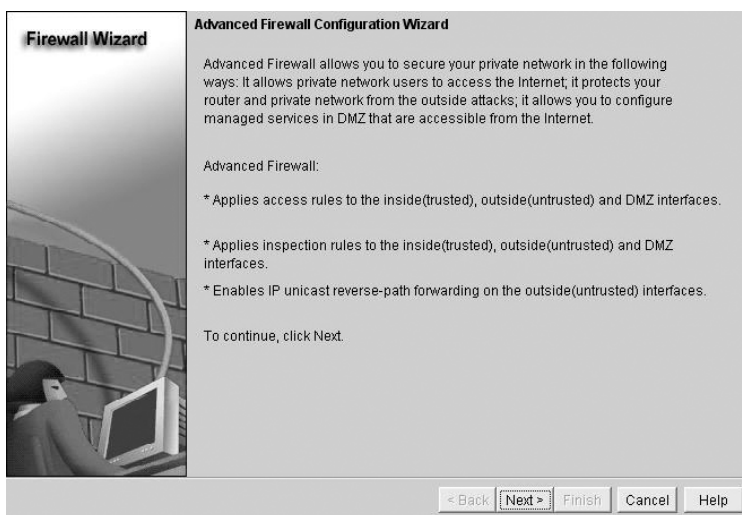 Firewall Wizard
Advanced Firewall Configuration Wizard
Advanced Firewall allows you to secure your private network in the following
ways: It allows private network users to access the Internet; it protects your
router and private network from the outside attacks; it allows you to configure
managed services in DMZ that are accessible from the Internet.
Advanced Firewall:
* Applies access rules to the inside(trusted), outside(untrusted) and DMZ interfaces.
* Applies inspection rules to the inside(trusted), outside(untrusted) and DMZ
interfaces.
* Enables IP unicast reverse-path forwarding on the outside(untrusted) interfaces.
To continue, click Next.
< Back Next > Finish Cancel Help